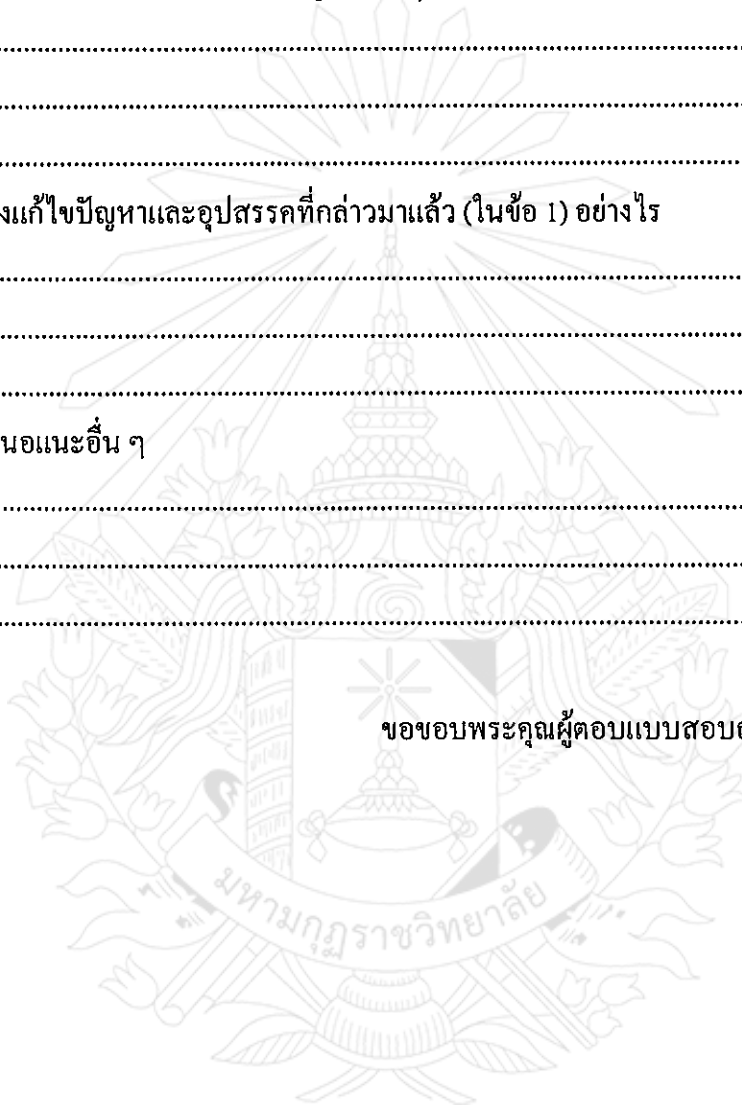 งแก้ไขปัญหาและอุปสรรคที่กล่าวมาแล้ว (ในข้อ 1) อย่างไร
นอแนะอื่น ๆ
ขอขอบพระคุณผู้ตอบแบบสอบ
มหามกุฏราชวิทยาลัย